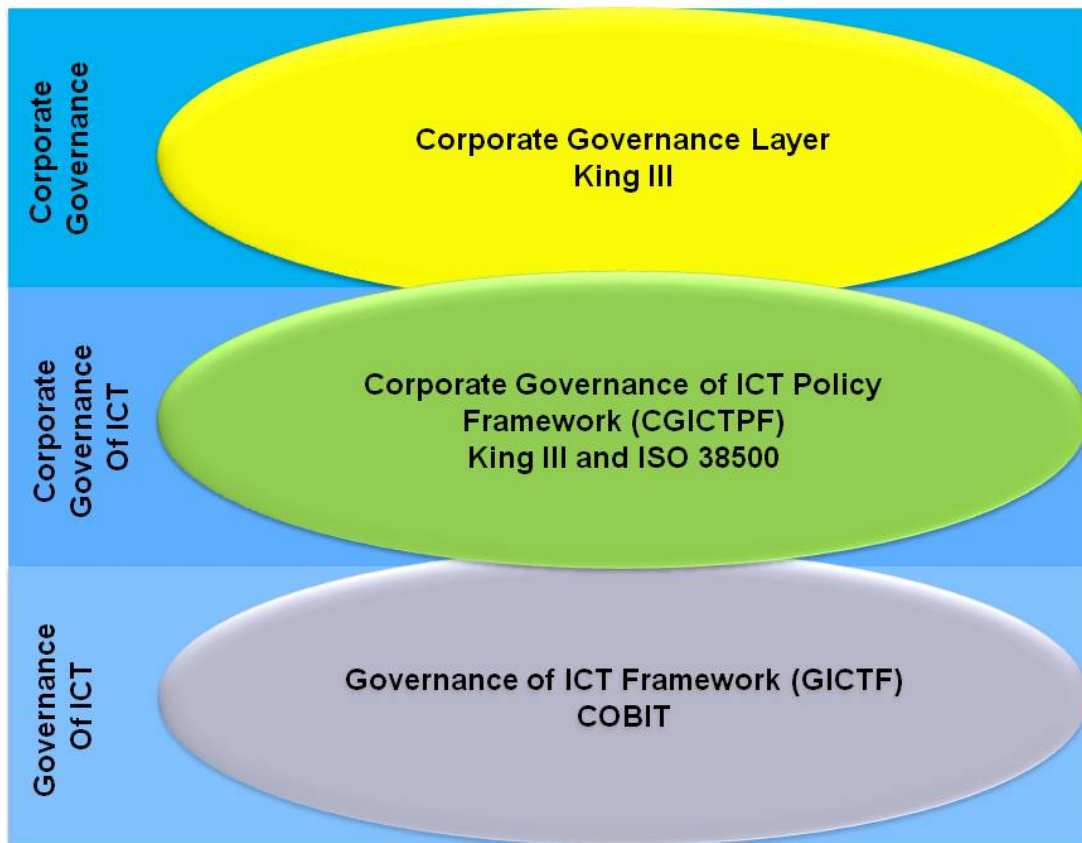 Corporate
Governance
Corporate Governance Layer
King III
Corporate
Governance
Of ICT
Corporate Governance of ICT Policy
Framework (CGICTPF)
King III and ISO 38500
Governance
Of ICT
Governance of ICT Framework (GICTF)
COBIT